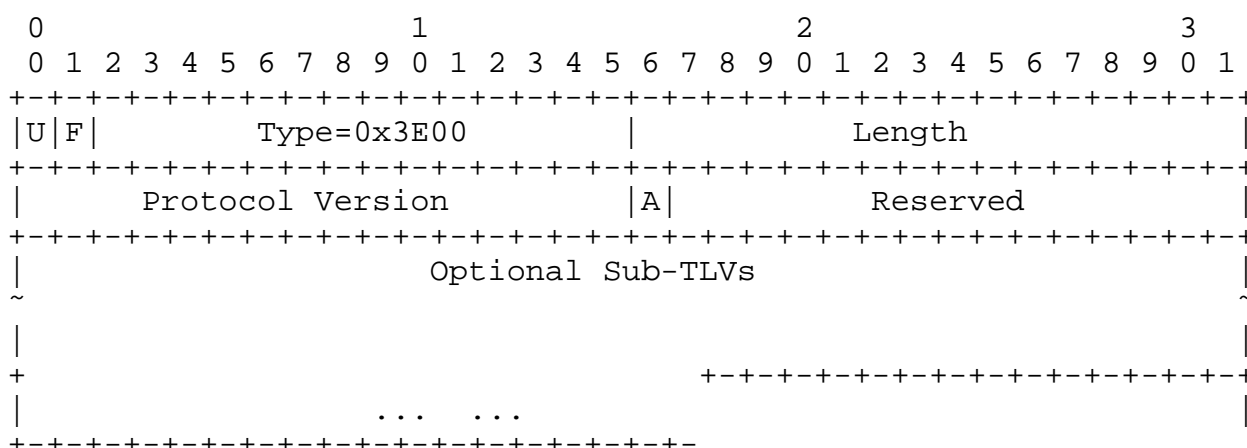 0                   1                   2                   3
 0 1 2 3 4 5 6 7 8 9 0 1 2 3 4 5 6 7 8 9 0 1 2 3 4 5 6 7 8 9 0 1
+-+-+-+-+-+-+-+-+-+-+-+-+-+-+-+-+-+-+-+-+-+-+-+-+-+-+-+-+-+-+-+-+
|U|F|        Type=0x3E00        |           Length              |
+-+-+-+-+-+-+-+-+-+-+-+-+-+-+-+-+-+-+-+-+-+-+-+-+-+-+-+-+-+-+-+-+
|      Protocol Version         |A|          Reserved           |
+-+-+-+-+-+-+-+-+-+-+-+-+-+-+-+-+-+-+-+-+-+-+-+-+-+-+-+-+-+-+-+-+
|                     Optional Sub-TLVs                         |
~                                                               ~
|                                                               |
+                                   +-+-+-+-+-+-+-+-+-+-+-+-+-+-+
|                  ...  ...                                     |
+-+-+-+-+-+-+-+-+-+-+-+-+-+-+-+-+-+-